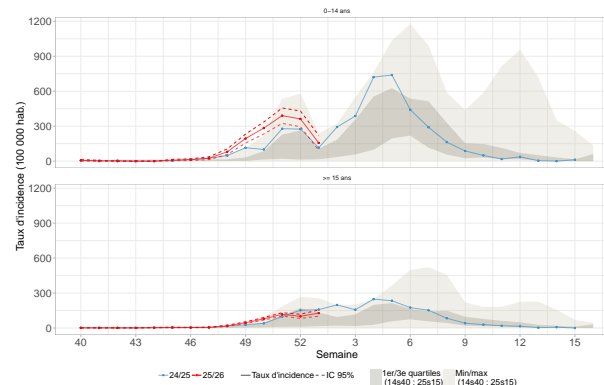 0−14 ans
1200
900
600
300
0
>= 15 ans
1200
900
600
300
0
40 43 46 49 52 3 6 9 12 15
Taux d'incidence (100 000 hab.)
Semaine
24/25 25/26 Taux d'incidence IC 95% 1er/3e quartiles (14s40 : 25s15) Min/max (14s40 : 25s15)